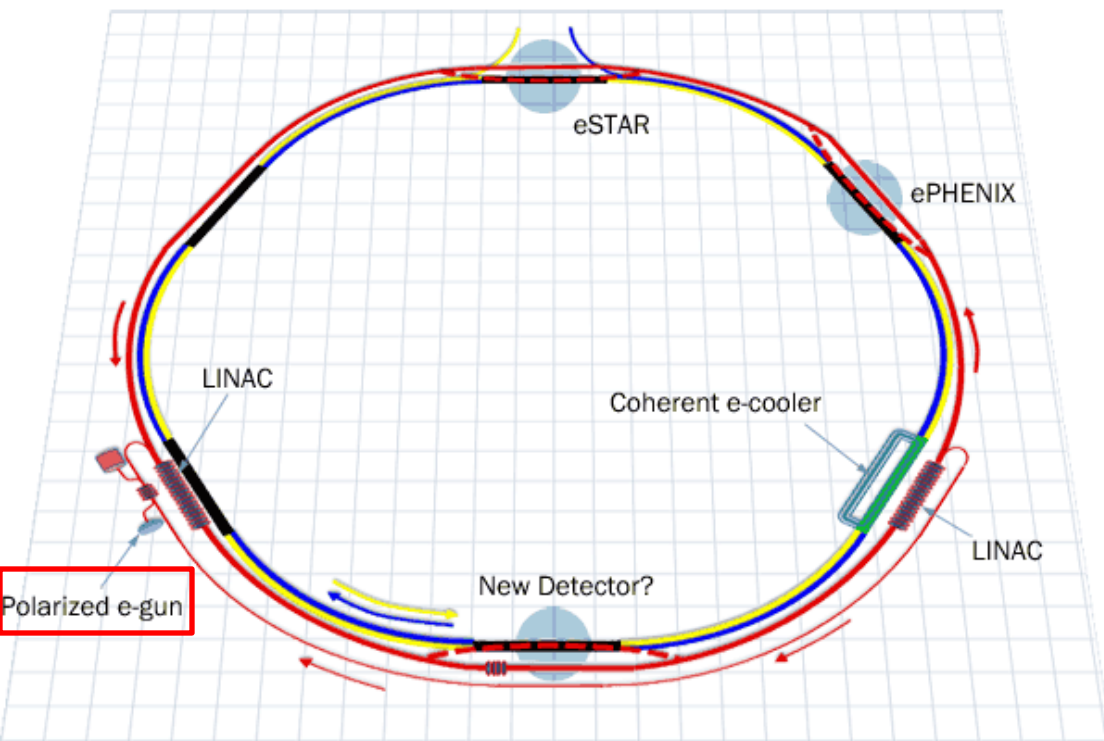 eSTAR
ePHENIX
LINAC
Coherent e-cooler
LINAC
New Detector?
Polarized e-gun